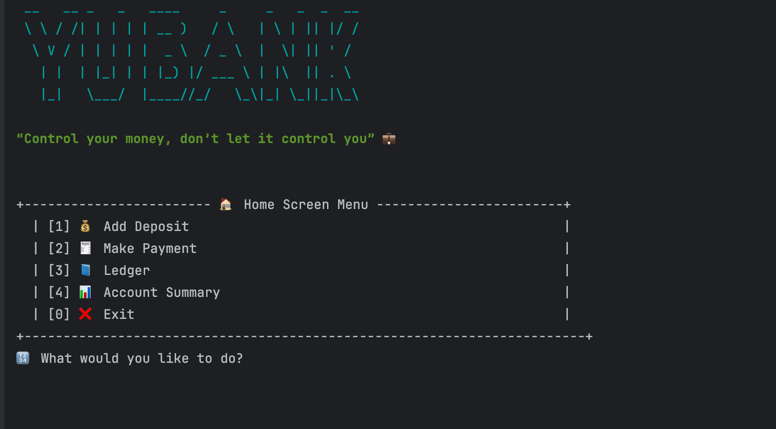 YUBANK
“Control your money, don’t let it control you” 💼
+------------------------ 🏠 Home Screen Menu ------------------------+
| [1] 💰 Add Deposit |
| [2] 🧾 Make Payment |
| [3] 📘 Ledger |
| [4] 📊 Account Summary |
| [0] ❌ Exit |
+------------------------------------------------------------------------+
🔢 What would you like to do?